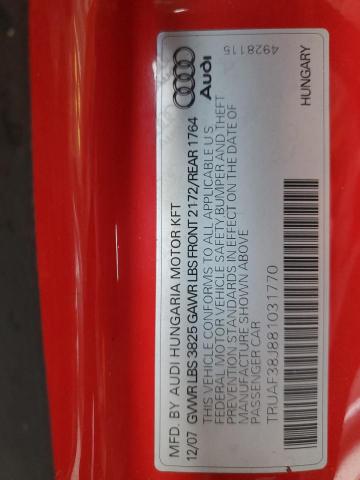 4928115
Audi
HUNGARY
MFD. BY AUDI HUNGARIA MOTOR KFT
12/07 GVWR LBS 3825 GAWR LBS FRONT 2172/REAR 1764
THIS VEHICLE CONFORMS TO ALL APPLICABLE U S
FEDERAL MOTOR VEHICLE SAFETY BUMPER AND THEFT
PREVENTION STANDARDS IN EFFECT ON THE DATE OF
MANUFACTURE SHOWN ABOVE
PASSENGER CAR
TRUAF38J881031770